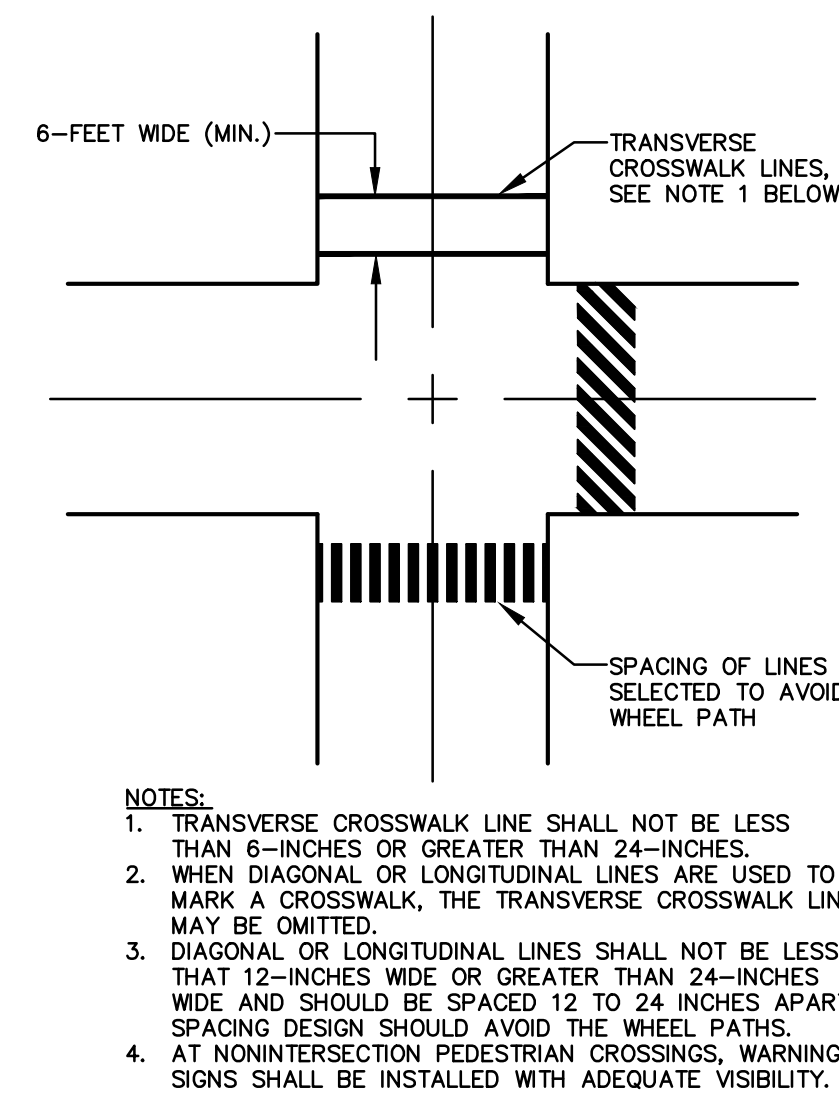 6-FEET WIDE (MIN.)
TRANSVERSE
CROSSWALK LINES,
SEE NOTE 1 BELOW
SPACING OF LINES
SELECTED TO AVOID
WHEEL PATH
NOTES:
1. TRANSVERSE CROSSWALK LINE SHALL NOT BE LESS
THAN 6-INCHES OR GREATER THAN 24-INCHES.
2. WHEN DIAGONAL OR LONGITUDINAL LINES ARE USED TO
MARK A CROSSWALK, THE TRANSVERSE CROSSWALK LIN
MAY BE OMITTED.
3. DIAGONAL OR LONGITUDINAL LINES SHALL NOT BE LESS
THAT 12-INCHES WIDE OR GREATER THAN 24-INCHES
WIDE AND SHOULD BE SPACED 12 TO 24 INCHES APART
SPACING DESIGN SHOULD AVOID THE WHEEL PATHS.
4. AT NONINTERSECTION PEDESTRIAN CROSSINGS, WARNING
SIGNS SHALL BE INSTALLED WITH ADEQUATE VISIBILITY.